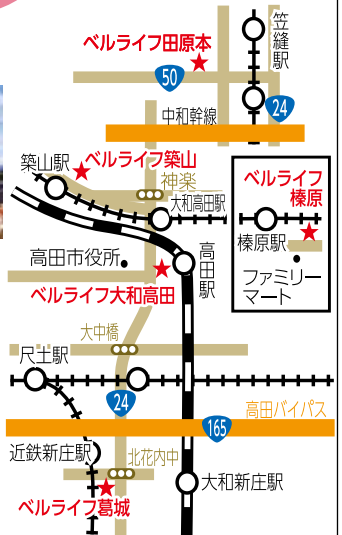 笠縫駅
ベルライフ田原本
50
24
中和幹線
築山駅
ベルライフ築山
神楽
大和高田駅
ベルライフ
榛原
榛原駅
ファミリー
マート
高田市役所
高田駅
ベルライフ大和高田
大中橋
尺土駅
24
高田バイパス
165
近鉄新庄駅
北花内中
大和新庄駅
ベルライフ葛城